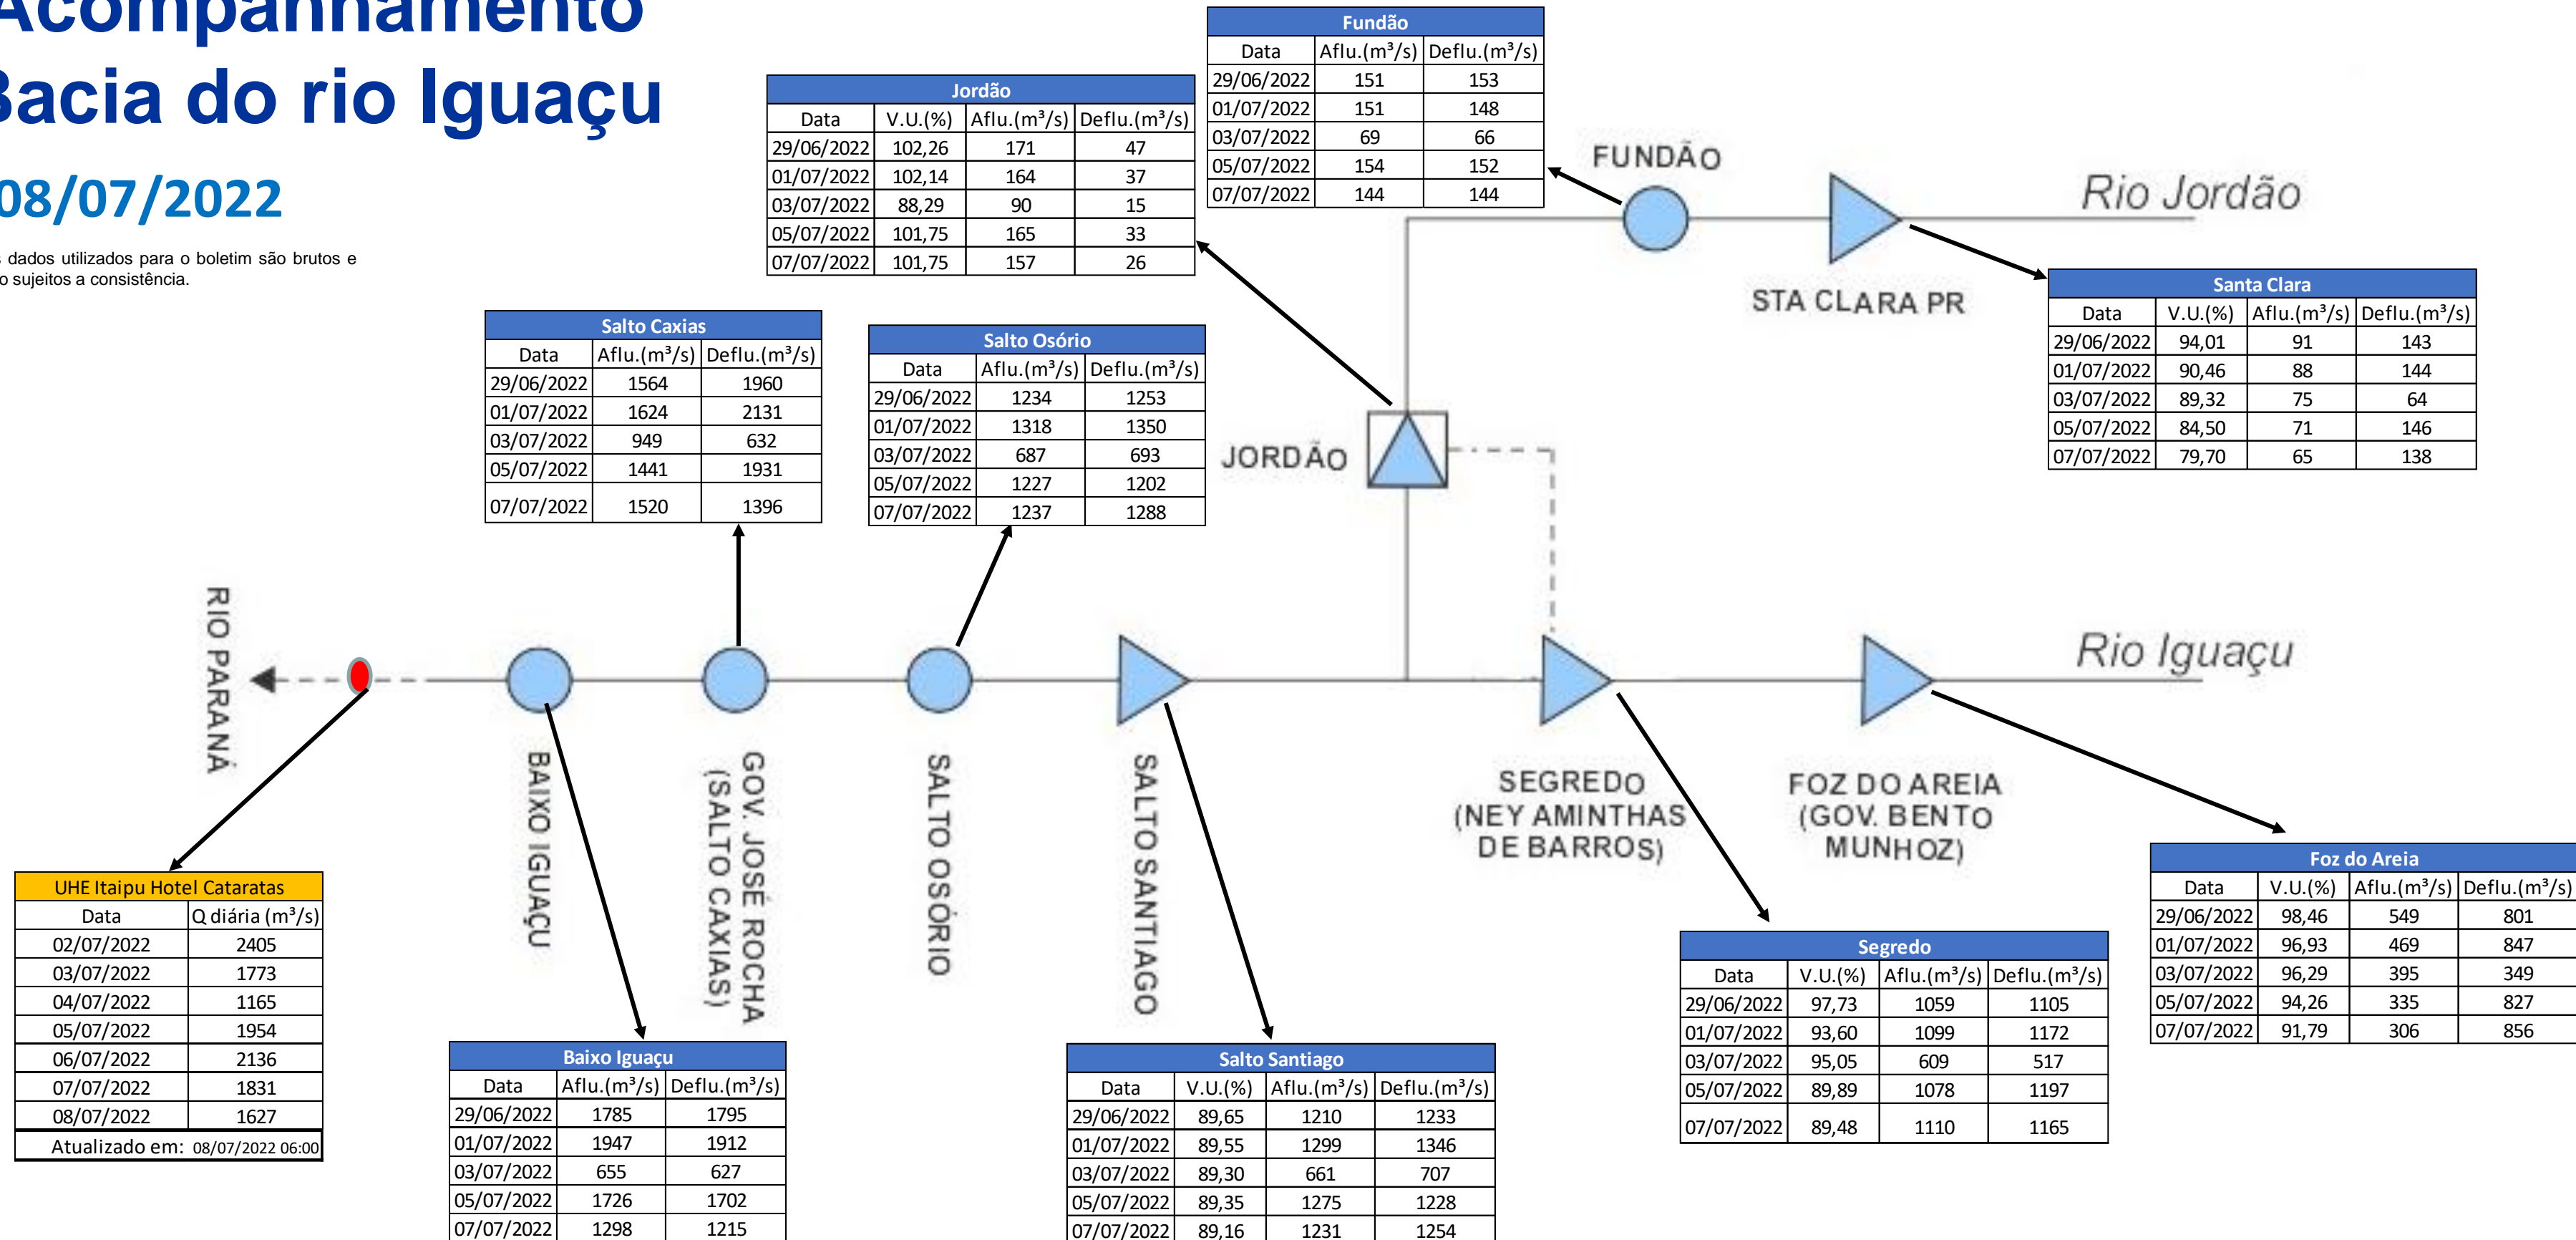 Acompanhamento
Bacia do rio Iguaçu
08/07/2022
dados utilizados para o boletim são brutos e
sujeitos a consistência.
Fundão
Data Aflu.(m³/s) Deflu.(m³/s)
29/06/2022 151 153
01/07/2022 151 148
03/07/2022 69 66
05/07/2022 154 152
07/07/2022 144 144
Jordão
Data V.U.(%) Aflu.(m³/s) Deflu.(m³/s)
29/06/2022 102,26 171 47
01/07/2022 102,14 164 37
03/07/2022 88,29 90 15
05/07/2022 101,75 165 33
07/07/2022 101,75 157 26
FUNDÃO
Rio Jordão
STA CLARA PR
Santa Clara
Data V.U.(%) Aflu.(m³/s) Deflu.(m³/s)
29/06/2022 94,01 91 143
01/07/2022 90,46 88 144
03/07/2022 89,32 75 64
05/07/2022 84,50 71 146
07/07/2022 79,70 65 138
Salto Caxias
Data Aflu.(m³/s) Deflu.(m³/s)
29/06/2022 1564 1960
01/07/2022 1624 2131
03/07/2022 949 632
05/07/2022 1441 1931
07/07/2022 1520 1396
Salto Osório
Data Aflu.(m³/s) Deflu.(m³/s)
29/06/2022 1234 1253
01/07/2022 1318 1350
03/07/2022 687 693
05/07/2022 1227 1202
07/07/2022 1237 1288
JORDÃO
RIO PARANÁ
Rio Iguaçu
BAIXO IGUAÇU
GOV. JOSÉ ROCHA
(SALTO CAXIAS)
SALTO OSÓRIO
SALTO SANTIAGO
SEGREDO
(NEY AMINTHAS
DE BARROS)
FOZ DO AREIA
(GOV. BENTO
MUNHOZ)
UHE Itaipu Hotel Cataratas
Data Q diária (m³/s)
02/07/2022 2405
03/07/2022 1773
04/07/2022 1165
05/07/2022 1954
06/07/2022 2136
07/07/2022 1831
08/07/2022 1627
Atualizado em: 08/07/2022 06:00
Baixo Iguaçu
Data Aflu.(m³/s) Deflu.(m³/s)
29/06/2022 1785 1795
01/07/2022 1947 1912
03/07/2022 655 627
05/07/2022 1726 1702
07/07/2022 1298 1215
Salto Santiago
Data V.U.(%) Aflu.(m³/s) Deflu.(m³/s)
29/06/2022 89,65 1210 1233
01/07/2022 89,55 1299 1346
03/07/2022 89,30 661 707
05/07/2022 89,35 1275 1228
07/07/2022 89,16 1231 1254
Segredo
Data V.U.(%) Aflu.(m³/s) Deflu.(m³/s)
29/06/2022 97,73 1059 1105
01/07/2022 93,60 1099 1172
03/07/2022 95,05 609 517
05/07/2022 89,89 1078 1197
07/07/2022 89,48 1110 1165
Foz do Areia
Data V.U.(%) Aflu.(m³/s) Deflu.(m³/s)
29/06/2022 98,46 549 801
01/07/2022 96,93 469 847
03/07/2022 96,29 395 349
05/07/2022 94,26 335 827
07/07/2022 91,79 306 856